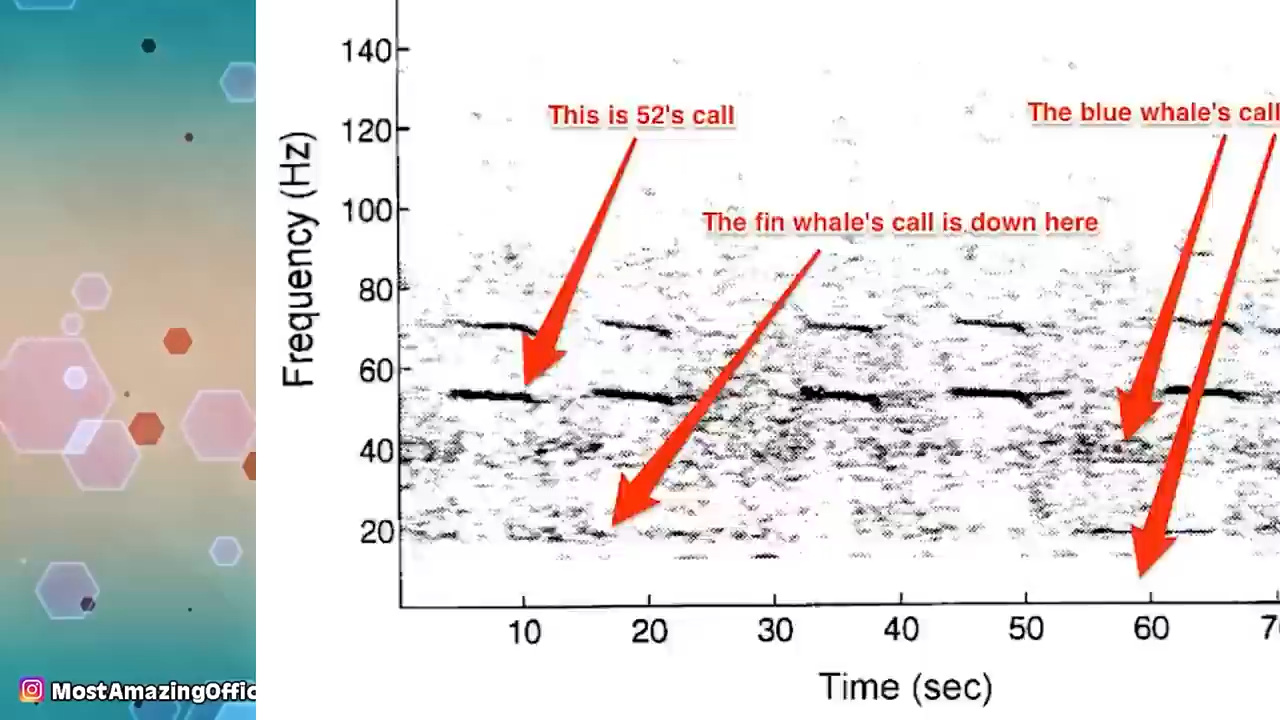 140
This is 52's call
The blue whale's call
120
100
The fin whale's call is down here
80
60
40
20
Frequency (Hz)
10 20 30 40 50 60
Time (sec)
MostAmazingOffic